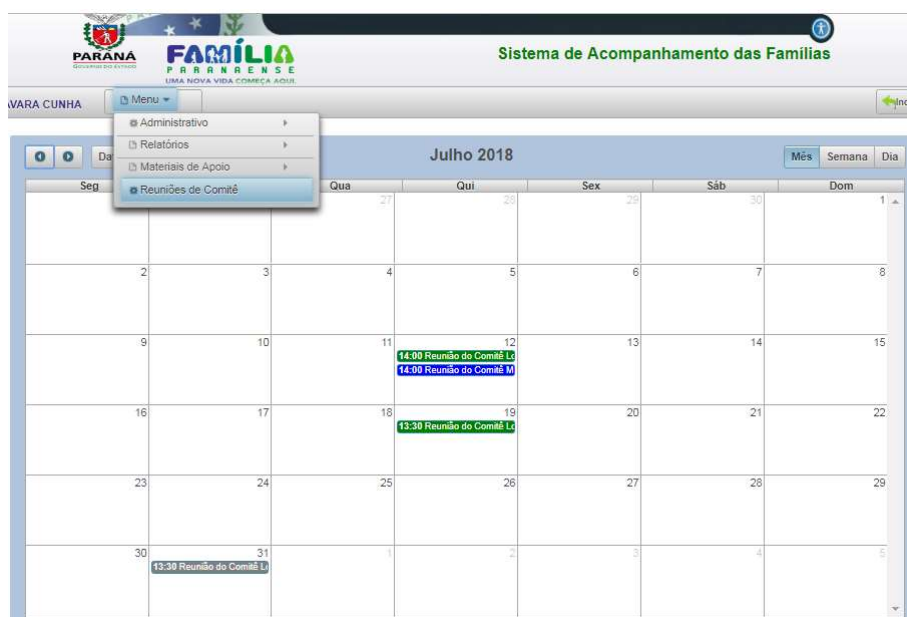 PARANÁ
GOVERNO DO ESTADO
FAMÍLIA
PARANAENSE
UMA NOVA VIDA COMEÇA AQUI.
Sistema de Acompanhamento das Famílias
AVARA CUNHA
Menu
Administrativo
Relatórios
Materiais de Apoio
Reuniões de Comitê
Julho 2018
Mês Semana Dia
Seg Qua Qui Sex Sáb Dom
27 28 29 30 1
2 3 4 5 6 7 8
9 10 11 12 13 14 15
14:00 Reunião do Comitê Lo
14:00 Reunião do Comitê M
16 17 18 19 20 21 22
13:30 Reunião do Comitê Lo
23 24 25 26 27 28 29
30 31 1 2 3 4 5
13:30 Reunião do Comitê Lo